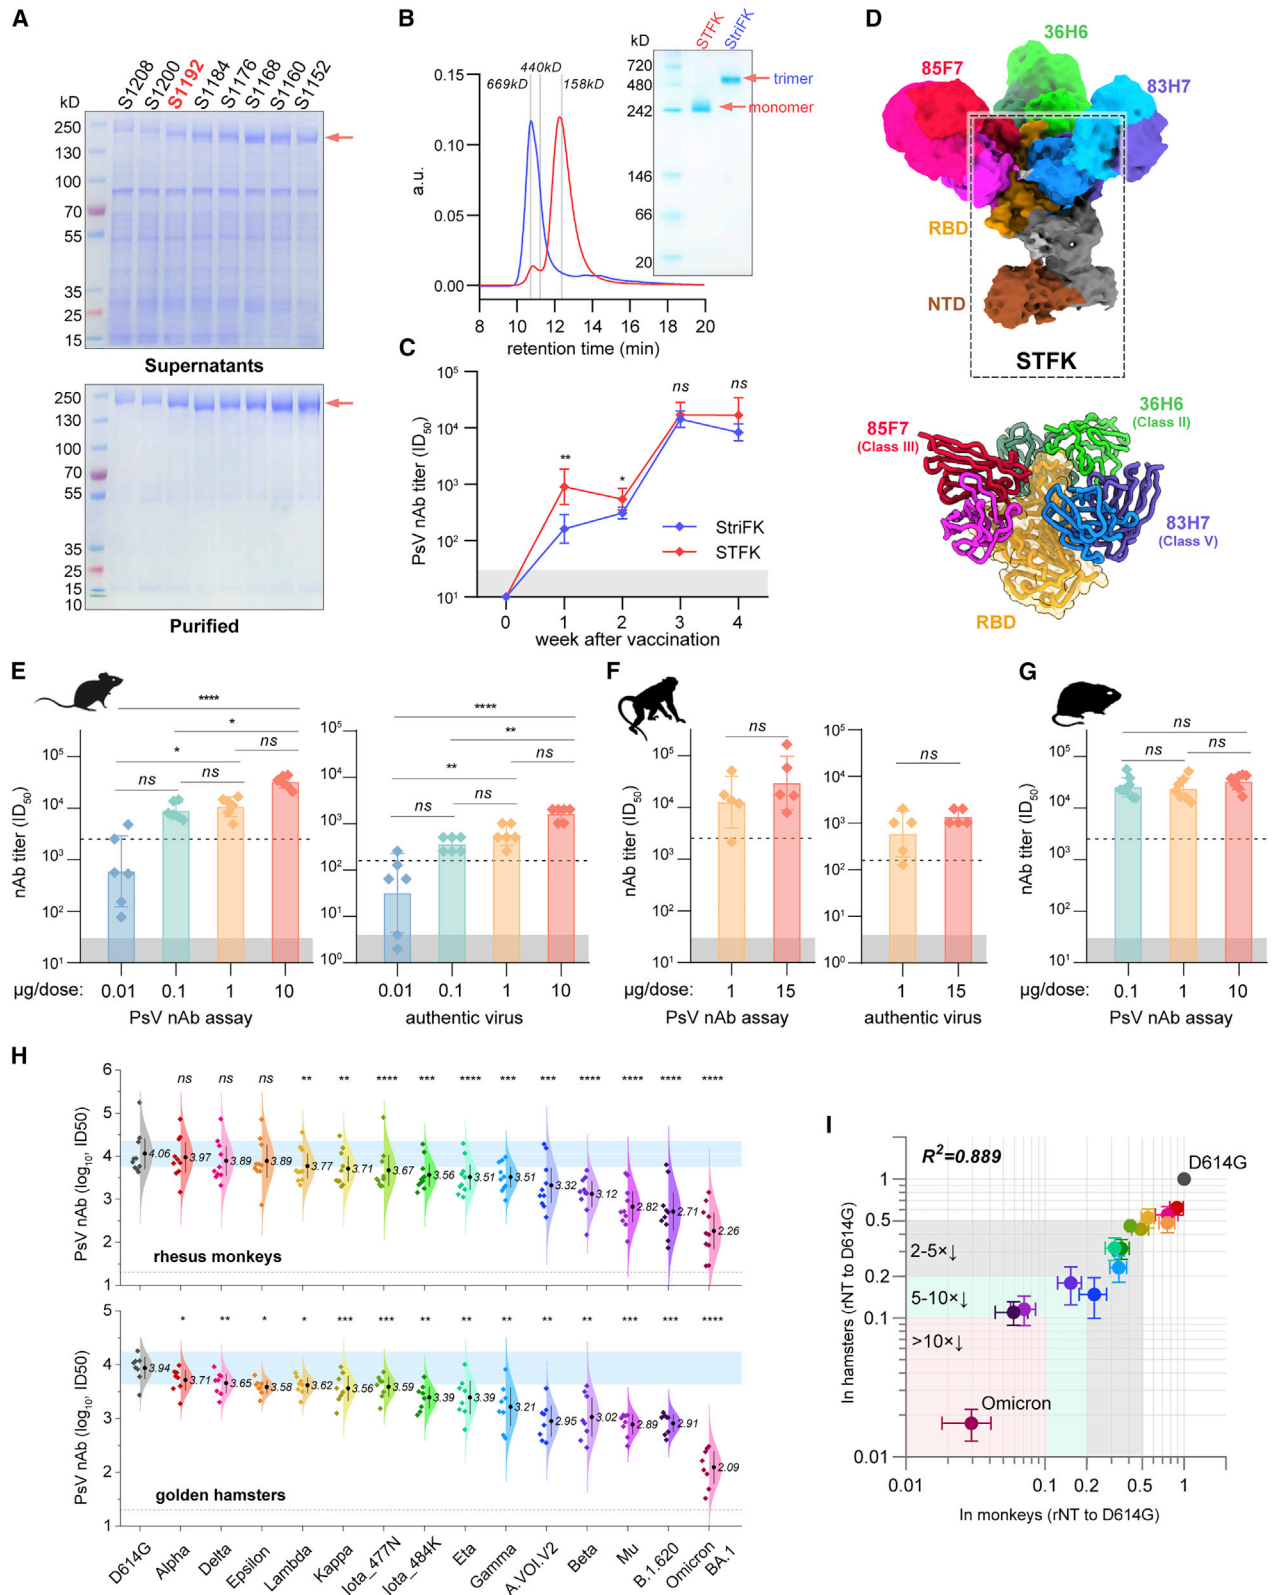 A
S1208
S1200
S1192
S1184
S1176
S1168
S1160
S1152
kD
250
130
100
70
55
35
25
15
Supernatants
250
130
100
70
55
35
25
15
10
Purified
B
669kD
440kD
158kD
0.15
0.10
0.05
0.00
a.u.
8 10 12 14 16 18 20
retention time (min)
kD
STFK
StriFK
720
480
242
146
66
20
trimer
monomer
C
10⁵
10⁴
10³
10²
10¹
PsV nAb titer (ID₅₀)
** * ns ns
StriFK
STFK
0 1 2 3 4
week after vaccination
D
36H6
85F7
83H7
RBD
NTD
STFK
36H6
(Class II)
85F7
(Class III)
83H7
(Class V)
RBD
E
****
*
* ns
ns ns
10⁵
10⁴
10³
10²
10¹
nAb titer (ID₅₀)
µg/dose: 0.01 0.1 1 10
PsV nAb assay
****
**
** ns
ns ns
10⁵
10⁴
10³
10²
10¹
10⁰
0.01 0.1 1 10
authentic virus
F
ns
10⁵
10⁴
10³
10²
10¹
nAb titer (ID₅₀)
µg/dose: 1 15
PsV nAb assay
ns
10⁵
10⁴
10³
10²
10¹
10⁰
1 15
authentic virus
G
ns
ns ns
10⁵
10⁴
10³
10²
10¹
nAb titer (ID₅₀)
µg/dose: 0.1 1 10
PsV nAb assay
H
6
5
4
3
2
1
PsV nAb (log₁₀, ID50)
ns ns ns ** ** **** *** **** *** *** **** **** **** ****
4.06 3.97 3.89 3.89 3.77 3.71 3.67 3.56 3.51 3.51 3.32 3.12 2.82 2.71 2.26
rhesus monkeys
5
4
3
2
1
PsV nAb (log₁₀, ID50)
* ** * * *** *** ** ** ** ** ** *** *** ****
3.94 3.71 3.65 3.58 3.62 3.56 3.59 3.39 3.39 3.21 2.95 3.02 2.89 2.91 2.09
golden hamsters
D614G
Alpha
Delta
Epsilon
Lambda
Kappa
Iota_477N
Iota_484K
Eta
Gamma
A.VOI.V2
Beta
Mu
B.1.620
Omicron
BA.1
I
R²=0.889
D614G
2-5×↓
5-10×↓
>10×↓
Omicron
1
0.5
0.2
0.1
0.01
In hamsters (rNT to D614G)
0.01 0.1 0.2 0.5 1
In monkeys (rNT to D614G)